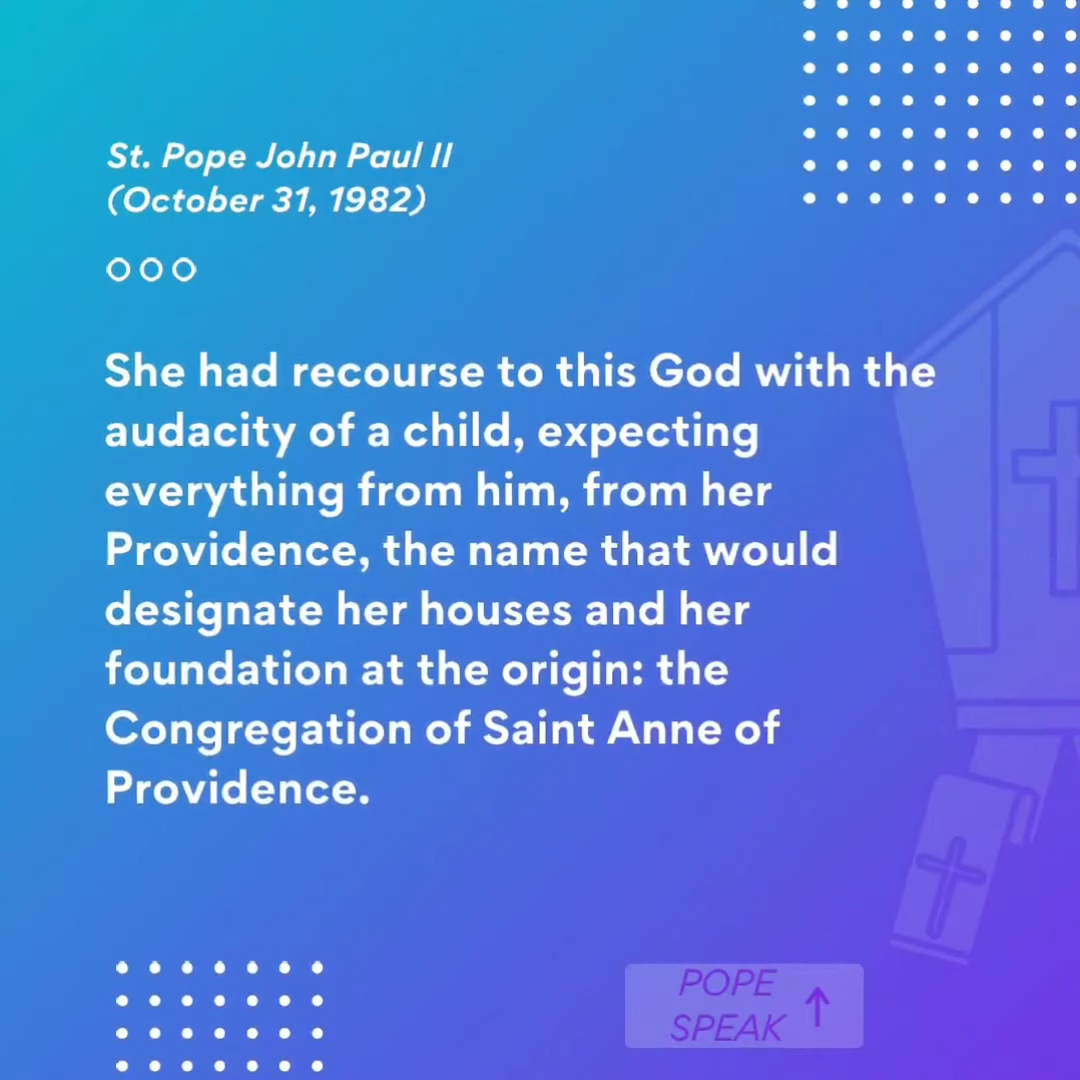 St. Pope John Paul II
(October 31, 1982)
She had recourse to this God with the
audacity of a child, expecting
everything from him, from her
Providence, the name that would
designate her houses and her
foundation at the origin: the
Congregation of Saint Anne of
Providence.
POPE
SPEAK